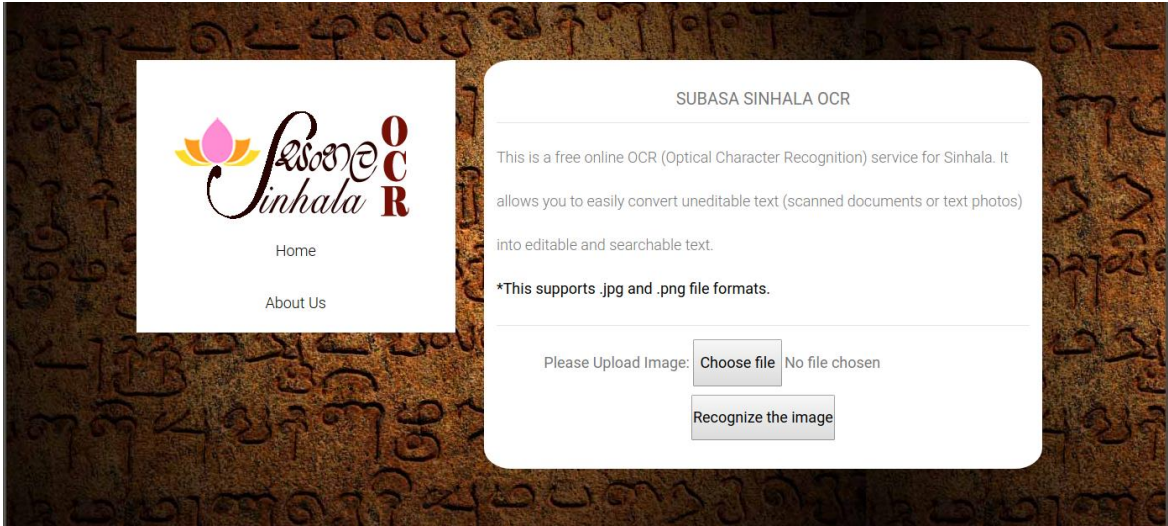 සිංහල
Sinhala
OCR
Home
About Us
SUBASA SINHALA OCR
This is a free online OCR (Optical Character Recognition) service for Sinhala. It
allows you to easily convert uneditable text (scanned documents or text photos)
into editable and searchable text.
*This supports .jpg and .png file formats.
Please Upload Image: Choose file No file chosen
Recognize the image